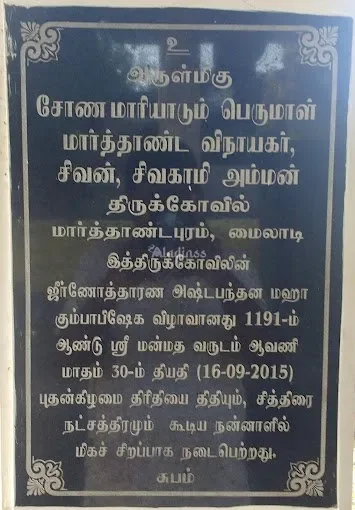 உ
அருள்மிகு
சோண மாரியாடும் பெருமாள்
மார்த்தாண்ட விநாயகர்,
சிவன், சிவகாமி அம்மன்
திருக்கோவில்
மார்த்தாண்டபுரம், மைலாடி
இத்திருக்கோவிலின்
ஜீர்ணோத்தாரண அஷ்டபந்தன மஹா
கும்பாபிஷேக விழாவானது 1191-ம்
ஆண்டு ஸ்ரீ மன்மத வருடம் ஆவணி
மாதம் 30-ம் தியதி (16-09-2015)
புதன்கிழமை திரிதியை திதியும், சித்திரை
நட்சத்திரமும் கூடிய நன்னாளில்
மிகச் சிறப்பாக நடைபெற்றது.
சுபம்